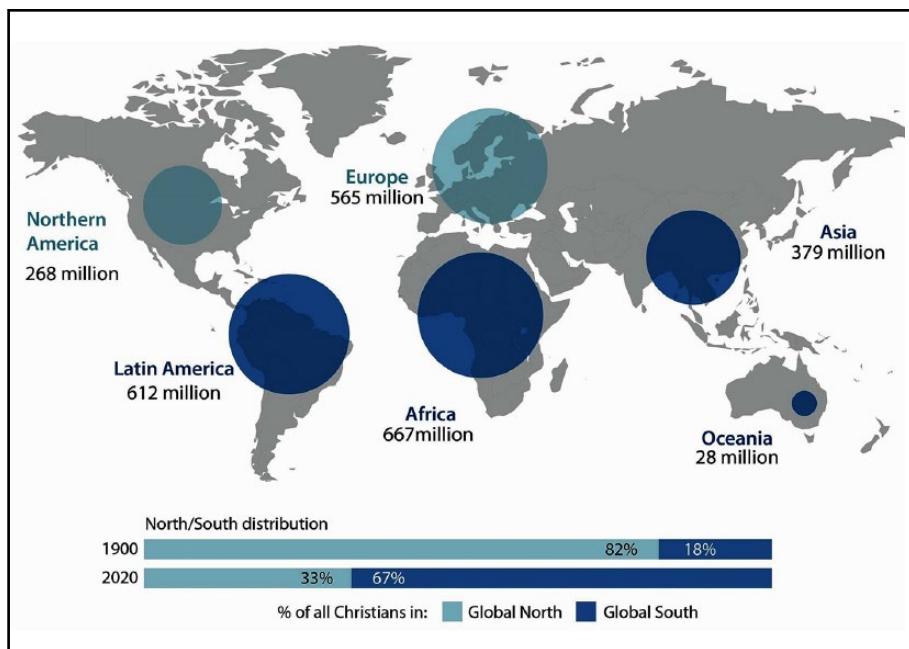 Northern
America
268 million
Europe
565 million
Asia
379 million
Latin America
612 million
Africa
667million
Oceania
28 million
North/South distribution
1900 82% 18%
2020 33% 67%
% of all Christians in: Global North Global South